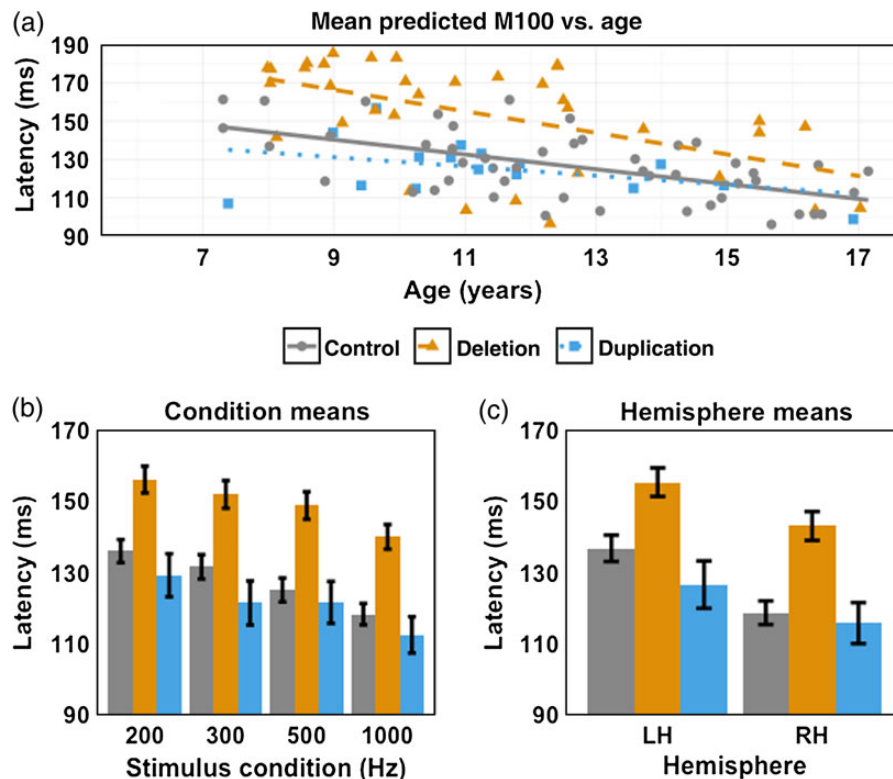 (a) Mean predicted M100 vs. age
Latency (ms)
190
170
150
130
110
90
7 9 11 13 15 17
Age (years)
Control Deletion Duplication
(b) Condition means
Latency (ms)
170
150
130
110
90
200 300 500 1000
Stimulus condition (Hz)
(c) Hemisphere means
Latency (ms)
170
150
130
110
90
LH RH
Hemisphere